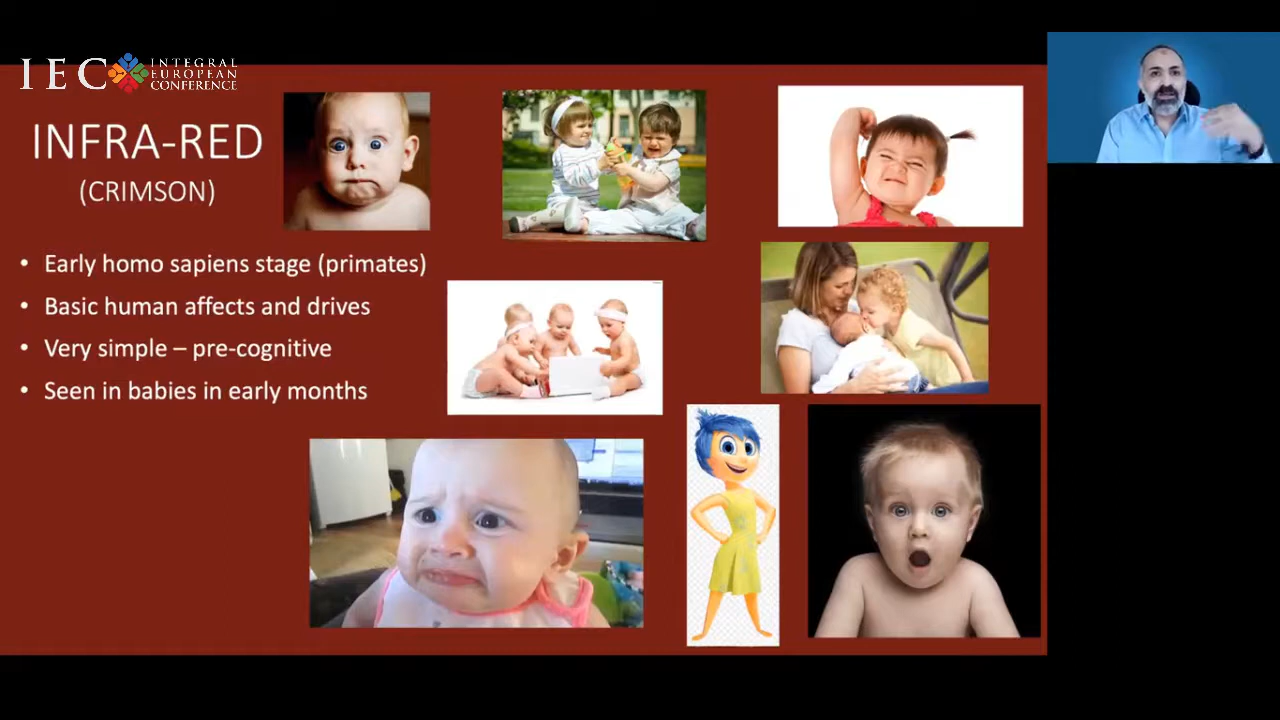 IEC INTEGRAL
EUROPEAN
CONFERENCE
INFRA-RED
(CRIMSON)
• Early homo sapiens stage (primates)
• Basic human affects and drives
• Very simple – pre-cognitive
• Seen in babies in early months